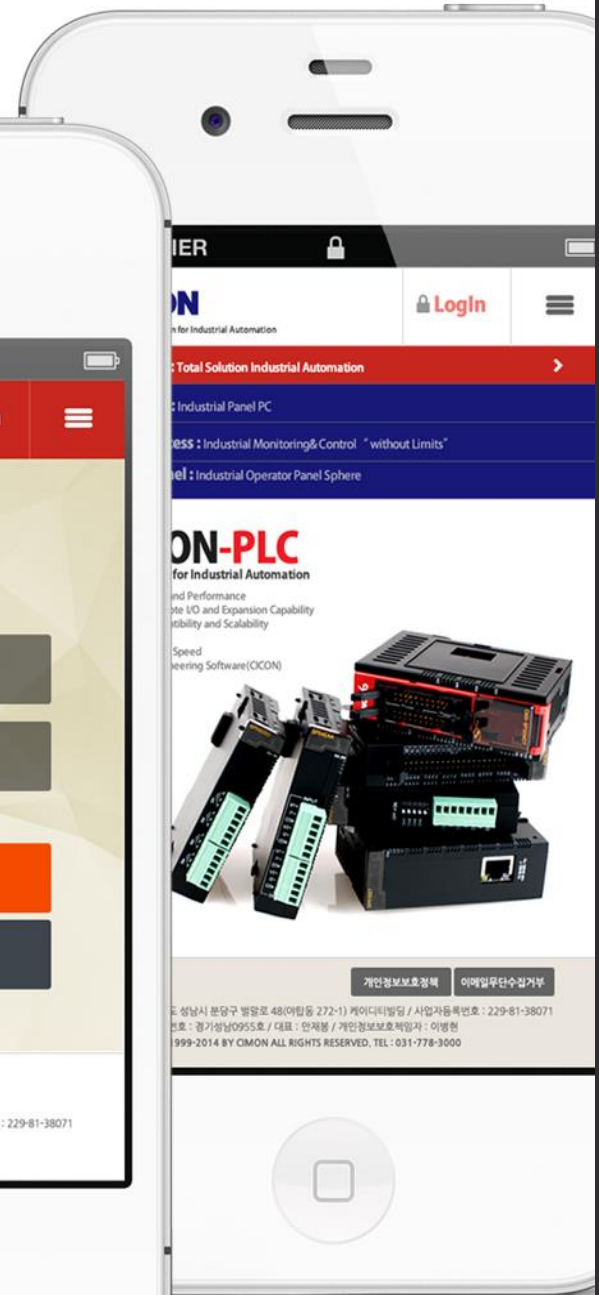 IER
ON
n for Industrial Automation
LogIn
: Total Solution Industrial Automation
: Industrial Panel PC
ess : Industrial Monitoring&Control “without Limits”
nel : Industrial Operator Panel Sphere
ON-PLC
for Industrial Automation
and Performance
ote I/O and Expansion Capability
tibility and Scalability
Speed
neering Software(CICON)
개인정보보호정책
이메일무단수집거부
도 성남시 분당구 벌말로 48(야탑동 272-1) 케이디티빌딩 / 사업자등록번호 : 229-81-38071
번호 : 경기성남0955호 / 대표 : 안재봉 / 개인정보보호책임자 : 이병현
1999-2014 BY CIMON ALL RIGHTS RESERVED. TEL : 031-778-3000
: 229-81-38071